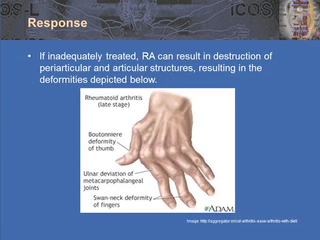 iCOS-L
iCOS
Response
• If inadequately treated, RA can result in destruction of
periarticular and articular structures, resulting in the
deformities depicted below.
Rheumatoid arthritis
(late stage)
Boutonniere
deformity
of thumb
Ulnar deviation of
metacarpophalangeal
joints
Swan-neck deformity
of fingers
ADAM.